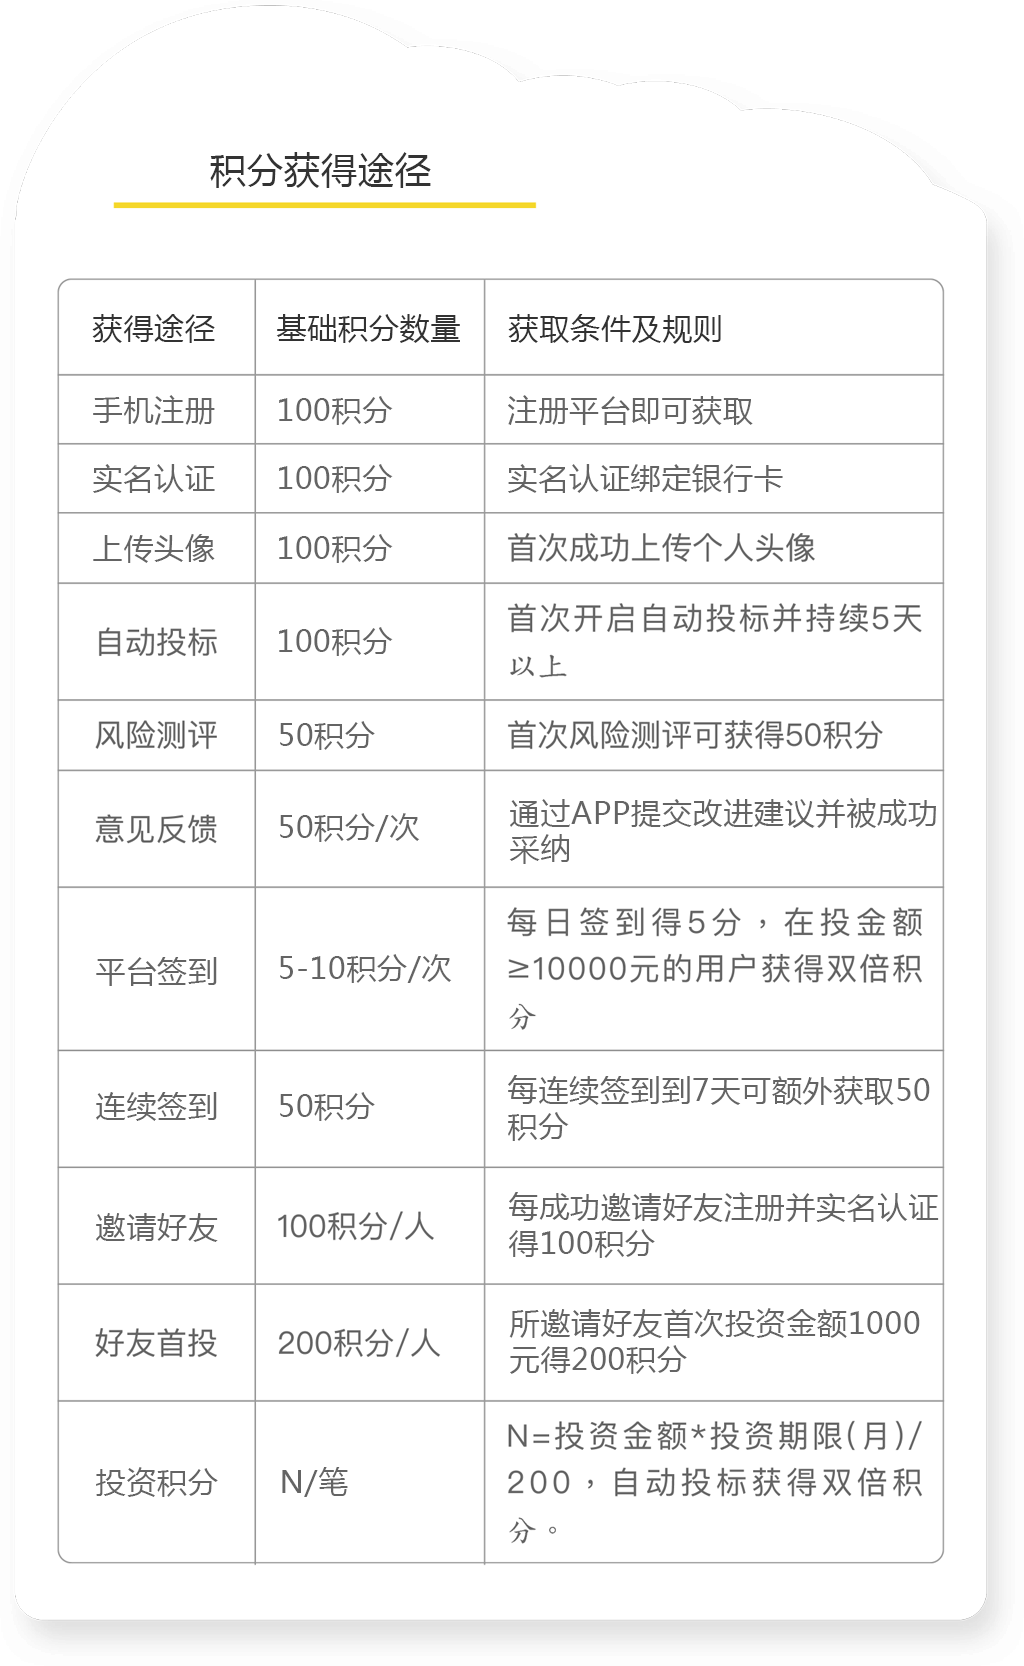 积分获得途径
获得途径 基础积分数量 获取条件及规则
手机注册 100积分 注册平台即可获取
实名认证 100积分 实名认证绑定银行卡
上传头像 100积分 首次成功上传个人头像
自动投标 100积分 首次开启自动投标并持续5天
以上
风险测评 50积分 首次风险测评可获得50积分
意见反馈 50积分/次 通过APP提交改进建议并被成功
采纳
平台签到 5-10积分/次 每日签到得5分，在投金额
≥10000元的用户获得双倍积
分
连续签到 50积分 每连续签到到7天可额外获取50
积分
邀请好友 100积分/人 每成功邀请好友注册并实名认证
得100积分
好友首投 200积分/人 所邀请好友首次投资金额1000
元得200积分
投资积分 N/笔 N=投资金额*投资期限(月)/
200，自动投标获得双倍积
分。